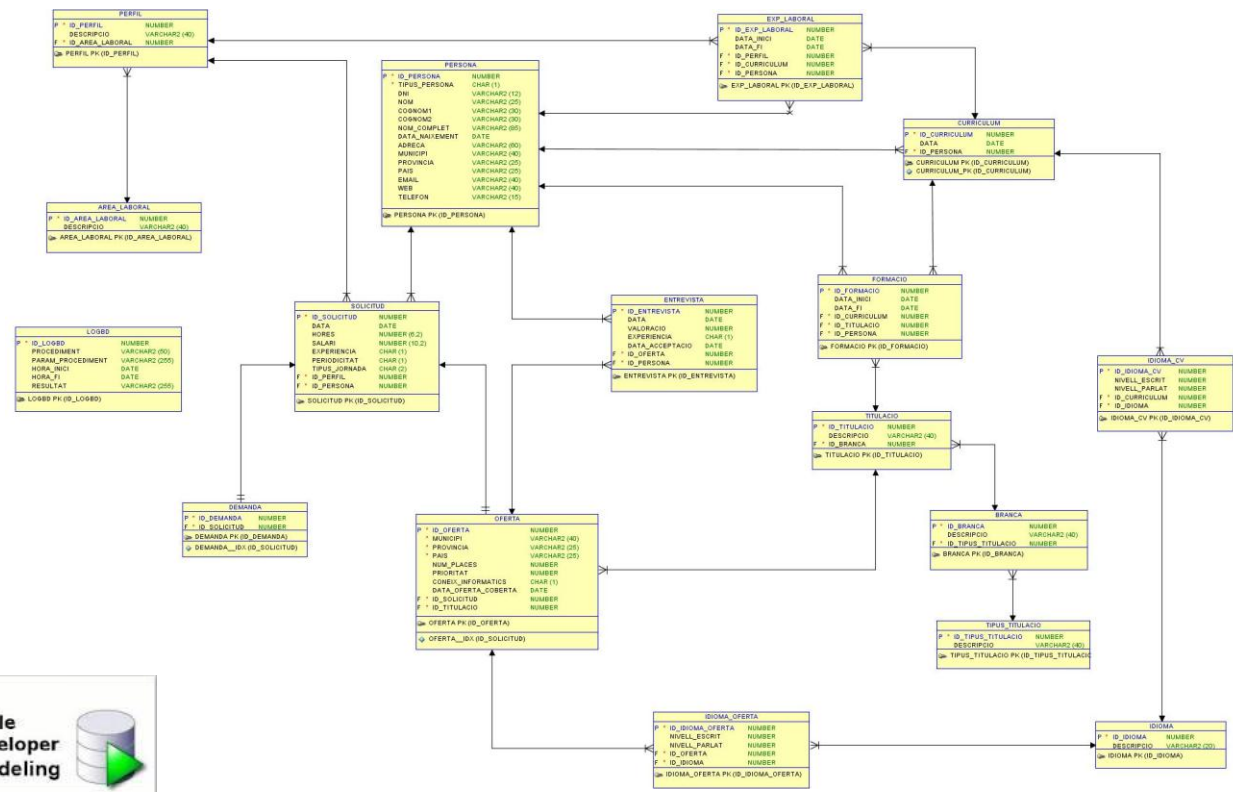 PERFIL
P * ID_PERFIL NUMBER
DESCRIPCIO VARCHAR2 (40)
F * ID_AREA_LABORAL NUMBER
PERFIL PK (ID_PERFIL)
EXP_LABORAL
P * ID_EXP_LABORAL NUMBER
DATA_INICI DATE
DATA_FI DATE
F * ID_PERFIL NUMBER
F * ID_CURRICULUM NUMBER
F * ID_PERSONA NUMBER
EXP_LABORAL PK (ID_EXP_LABORAL)
PERSONA
P * ID_PERSONA NUMBER
* TIPUS_PERSONA CHAR (1)
DNI VARCHAR2 (12)
NOM VARCHAR2 (25)
COGNOM1 VARCHAR2 (30)
COGNOM2 VARCHAR2 (30)
NOM_COMPLET VARCHAR2 (85)
DATA_NAIXEMENT DATE
ADRECA VARCHAR2 (60)
MUNICIPI VARCHAR2 (40)
PROVINCIA VARCHAR2 (25)
PAIS VARCHAR2 (25)
EMAIL VARCHAR2 (40)
WEB VARCHAR2 (40)
TELEFON VARCHAR2 (15)
PERSONA PK (ID_PERSONA)
CURRICULUM
P * ID_CURRICULUM NUMBER
DATA DATE
F * ID_PERSONA NUMBER
CURRICULUM PK (ID_CURRICULUM)
CURRICULUM_PK (ID_CURRICULUM)
AREA_LABORAL
P * ID_AREA_LABORAL NUMBER
DESCRIPCIO VARCHAR2 (40)
AREA_LABORAL PK (ID_AREA_LABORAL)
SOLICITUD
P * ID_SOLICITUD NUMBER
DATA DATE
HORES NUMBER (6,2)
SALARI NUMBER (10,2)
EXPERIENCIA CHAR (1)
PERIODICITAT CHAR (1)
TIPUS_JORNADA CHAR (2)
F * ID_PERFIL NUMBER
F * ID_PERSONA NUMBER
SOLICITUD PK (ID_SOLICITUD)
ENTREVISTA
P * ID_ENTREVISTA NUMBER
DATA DATE
VALORACIO NUMBER
EXPERIENCIA CHAR (1)
DATA_ACCEPTACIO DATE
F * ID_OFERTA NUMBER
F * ID_PERSONA NUMBER
ENTREVISTA PK (ID_ENTREVISTA)
FORMACIO
P * ID_FORMACIO NUMBER
DATA_INICI DATE
DATA_FI DATE
F * ID_CURRICULUM NUMBER
F * ID_TITULACIO NUMBER
F * ID_PERSONA NUMBER
FORMACIO PK (ID_FORMACIO)
LOGBD
P * ID_LOGBD NUMBER
PROCEDIMENT VARCHAR2 (50)
PARAM_PROCEDIMENT VARCHAR2 (255)
HORA_INICI DATE
HORA_FI DATE
RESULTAT VARCHAR2 (255)
LOGBD PK (ID_LOGBD)
IDIOMA_CV
P * ID_IDIOMA_CV NUMBER
NIVELL_ESCRIT NUMBER
NIVELL_PARLAT NUMBER
F * ID_CURRICULUM NUMBER
F * ID_IDIOMA NUMBER
IDIOMA_CV PK (ID_IDIOMA_CV)
TITULACIO
P * ID_TITULACIO NUMBER
DESCRIPCIO VARCHAR2 (40)
F * ID_BRANCA NUMBER
TITULACIO PK (ID_TITULACIO)
DEMANDA
P * ID_DEMANDA NUMBER
F * ID_SOLICITUD NUMBER
DEMANDA PK (ID_DEMANDA)
DEMANDA__IDX (ID_SOLICITUD)
OFERTA
P * ID_OFERTA NUMBER
* MUNICIPI VARCHAR2 (40)
* PROVINCIA VARCHAR2 (25)
* PAIS VARCHAR2 (25)
NUM_PLACES NUMBER
PRIORITAT NUMBER
CONEIX_INFORMATICS CHAR (1)
DATA_OFERTA_COBERTA DATE
F * ID_SOLICITUD NUMBER
F * ID_TITULACIO NUMBER
OFERTA PK (ID_OFERTA)
OFERTA__IDX (ID_SOLICITUD)
BRANCA
P * ID_BRANCA NUMBER
DESCRIPCIO VARCHAR2 (40)
F * ID_TIPUS_TITULACIO NUMBER
BRANCA PK (ID_BRANCA)
TIPUS_TITULACIO
P * ID_TIPUS_TITULACIO NUMBER
DESCRIPCIO VARCHAR2 (40)
TIPUS_TITULACIO PK (ID_TIPUS_TITULACIO
IDIOMA_OFERTA
P * ID_IDIOMA_OFERTA NUMBER
NIVELL_ESCRIT NUMBER
NIVELL_PARLAT NUMBER
F * ID_OFERTA NUMBER
F * ID_IDIOMA NUMBER
IDIOMA_OFERTA PK (ID_IDIOMA_OFERTA)
IDIOMA
P * ID_IDIOMA NUMBER
DESCRIPCIO VARCHAR2 (20)
IDIOMA PK (ID_IDIOMA)
le
eloper
deling